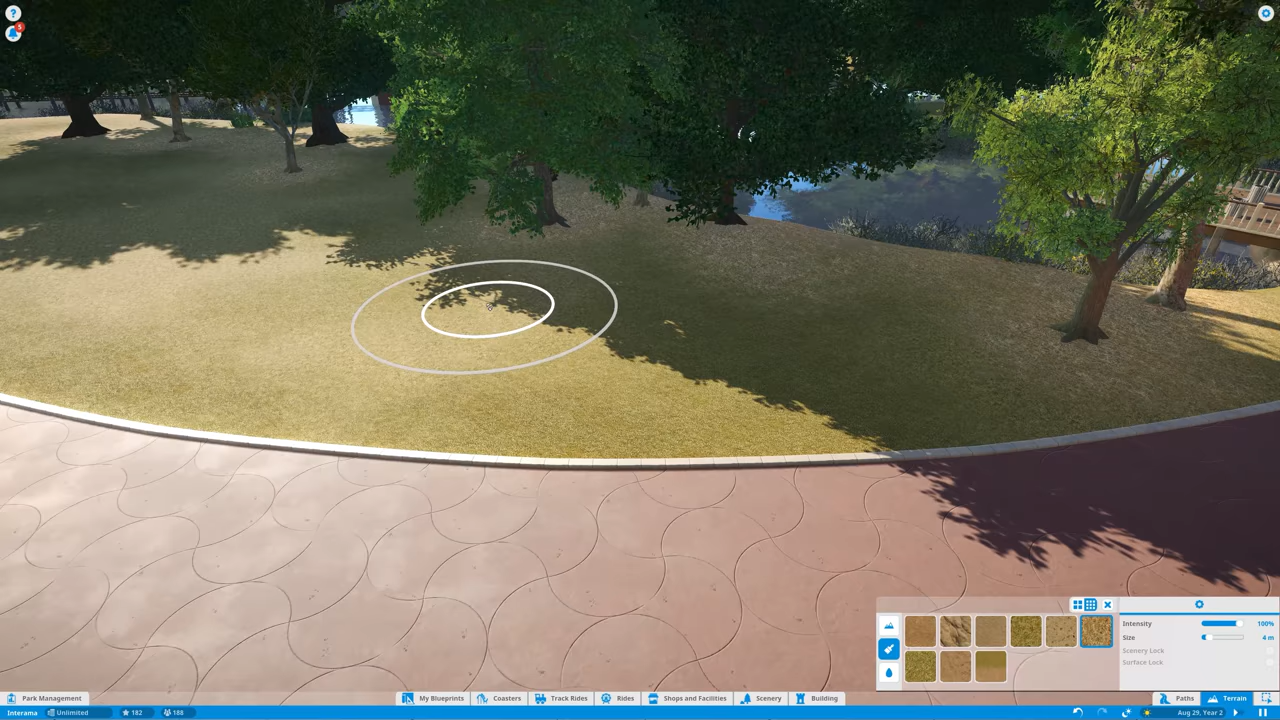 ?
5
Intensity 100%
Size 4 m
Scenery Lock
Surface Lock
Park Management
My Blueprints Coasters Track Rides Rides Shops and Facilities Scenery Building
Paths Terrain
Interama Unlimited 182 188
Aug 29, Year 2